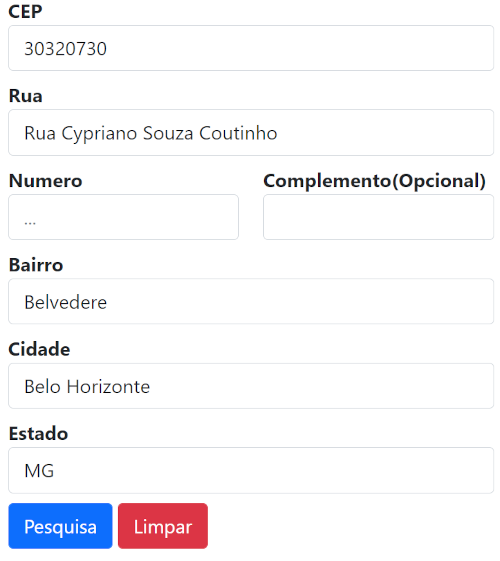 CEP
30320730
Rua
Rua Cypriano Souza Coutinho
Numero Complemento(Opcional)
...
Bairro
Belvedere
Cidade
Belo Horizonte
Estado
MG
Pesquisa Limpar